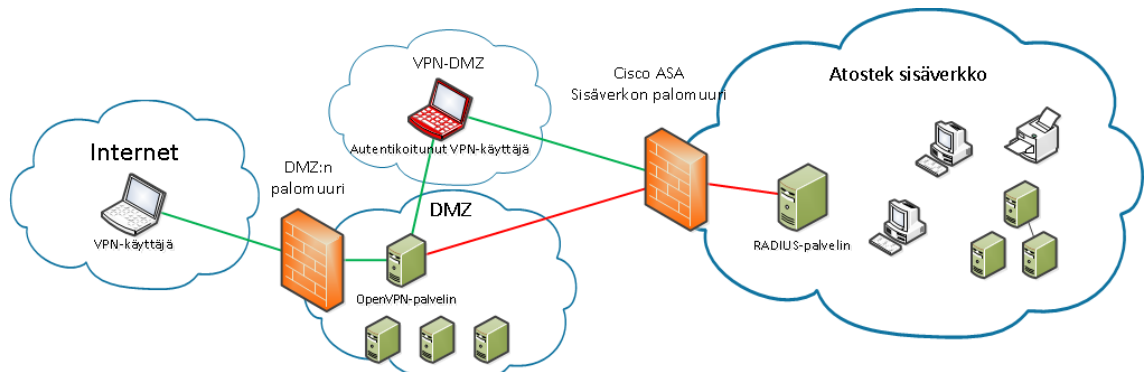 VPN-DMZ
Cisco ASA
Sisäverkon palomuuri
Atostek sisäverkko
Internet
Autentikoitunut VPN-käyttäjä
DMZ:n
palomuuri
DMZ
VPN-käyttäjä
RADIUS-palvelin
OpenVPN-palvelin